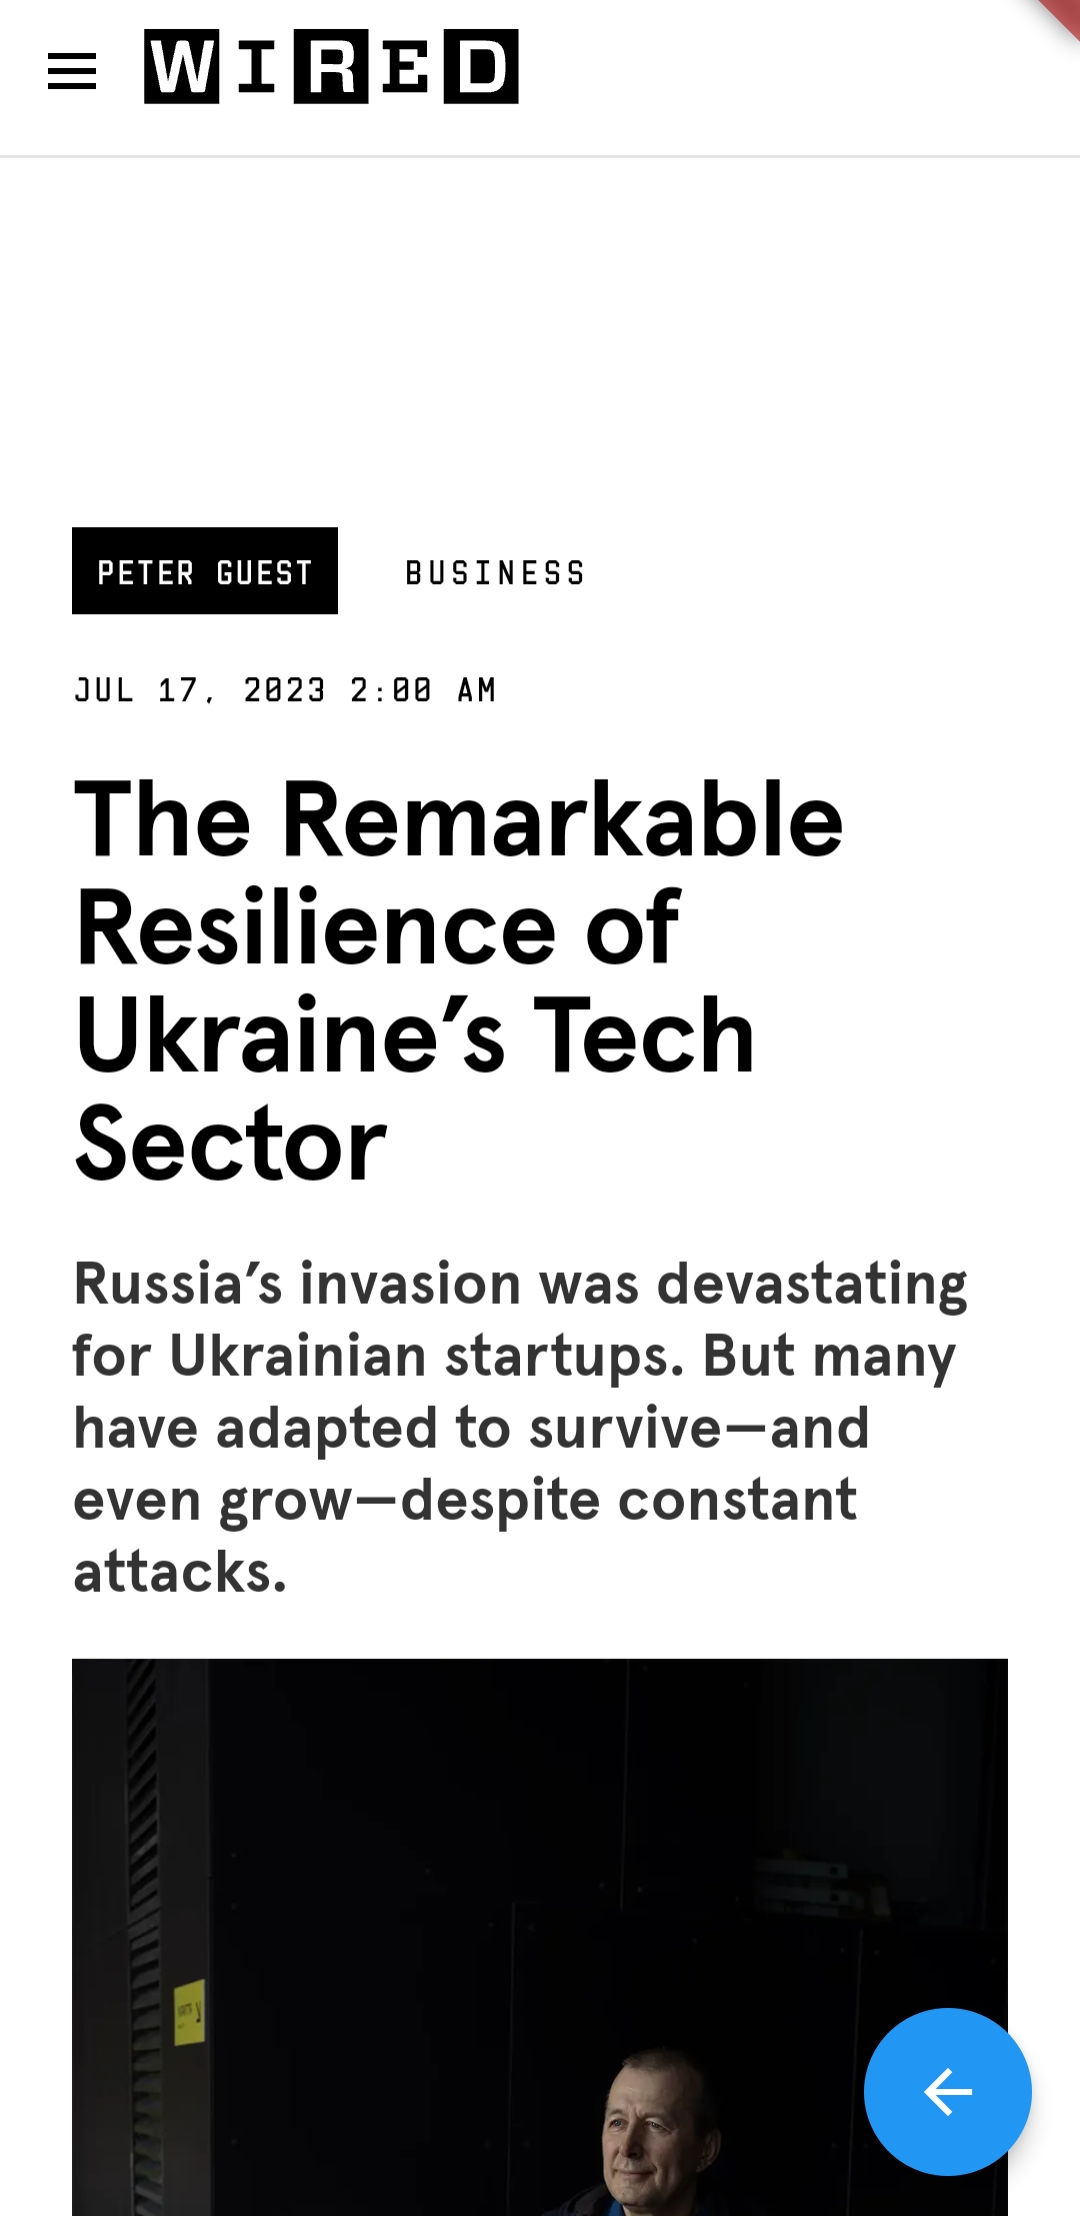 WIRED
PETER GUEST
BUSINESS
JUL 17, 2023 2:00 AM
The Remarkable
Resilience of
Ukraine’s Tech
Sector
Russia’s invasion was devastating
for Ukrainian startups. But many
have adapted to survive—and
even grow—despite constant
attacks.